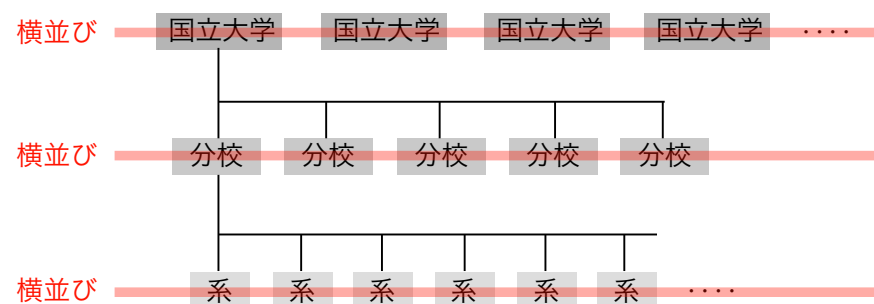 横並び 国立大学 国立大学 国立大学 国立大学 ‥‥
横並び 分校 分校 分校 分校 分校
横並び 系 系 系 系 系 系 ‥‥